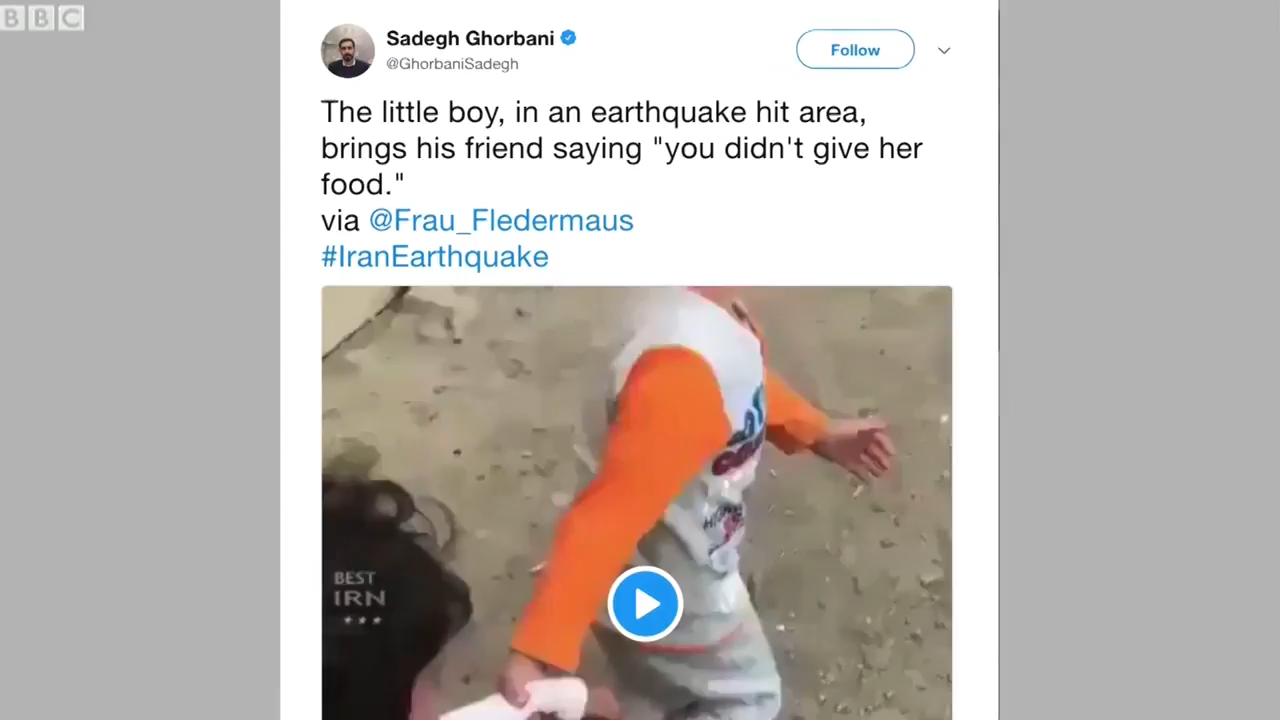 BBC
Sadegh Ghorbani
@GhorbaniSadegh
Follow
The little boy, in an earthquake hit area,
brings his friend saying "you didn't give her
food."
via @Frau_Fledermaus
#IranEarthquake
BEST
IRN